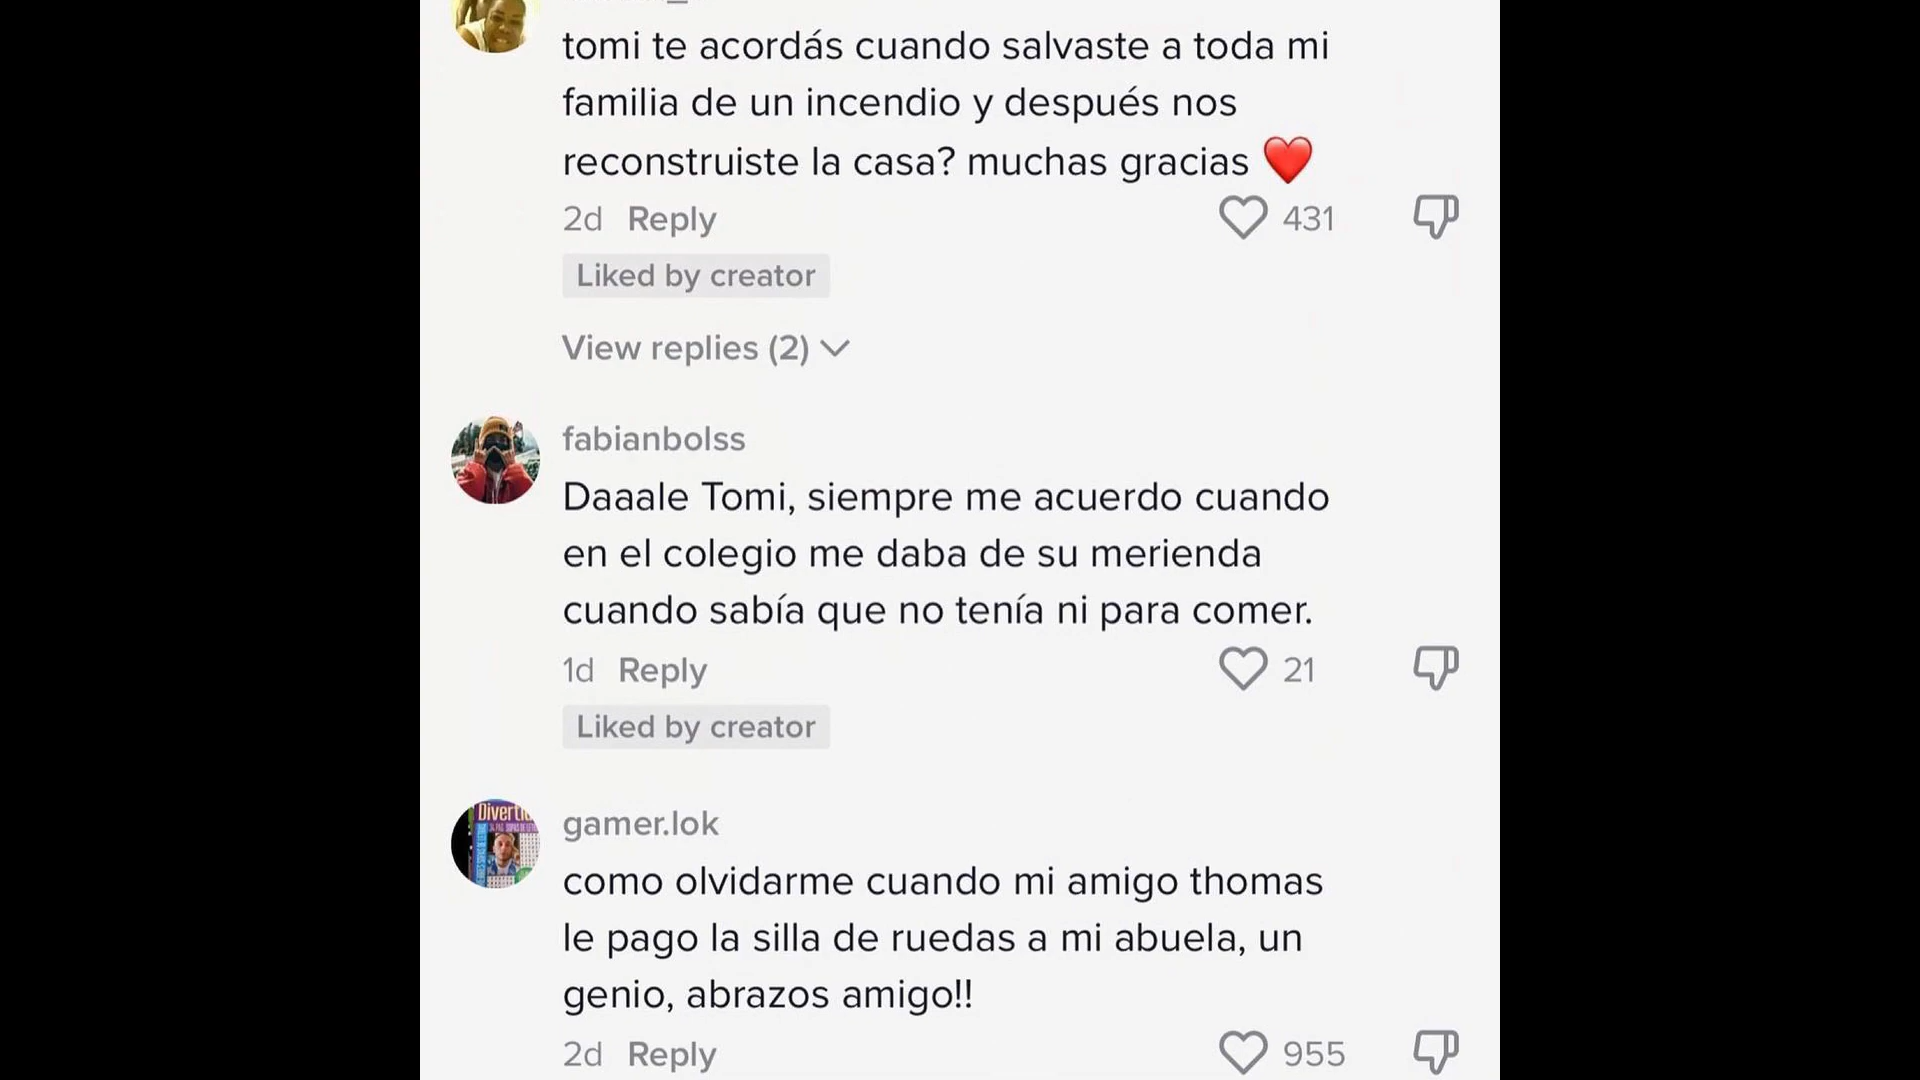 tomi te acordás cuando salvaste a toda mi
familia de un incendio y después nos
reconstruiste la casa? muchas gracias ❤️
2d Reply 431
Liked by creator
View replies (2)
fabianbolss
Daaale Tomi, siempre me acuerdo cuando
en el colegio me daba de su merienda
cuando sabía que no tenía ni para comer.
1d Reply 21
Liked by creator
gamer.lok
como olvidarme cuando mi amigo thomas
le pago la silla de ruedas a mi abuela, un
genio, abrazos amigo!!
2d Reply 955